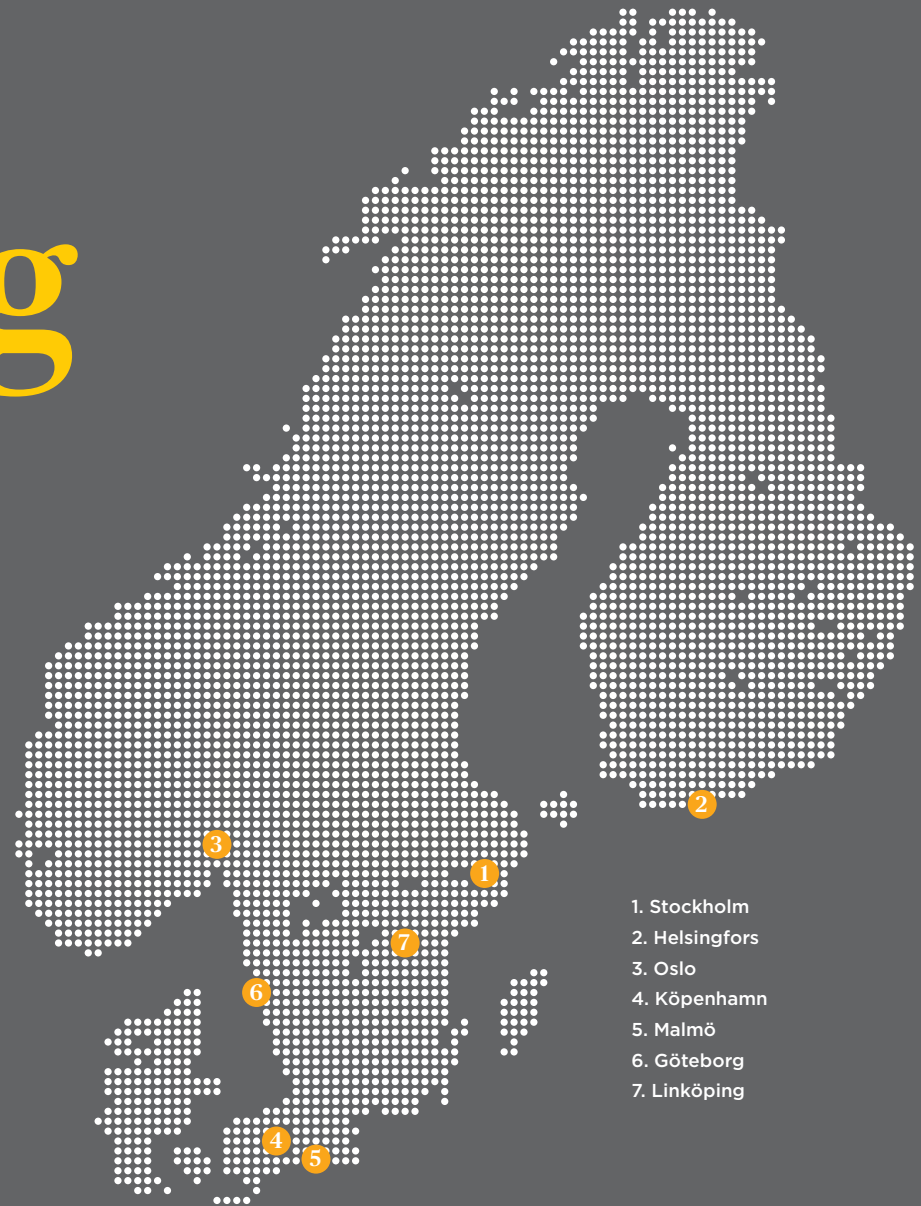 g
3
2
1
7
6
4
5
1. Stockholm
2. Helsingfors
3. Oslo
4. Köpenhamn
5. Malmö
6. Göteborg
7. Linköping